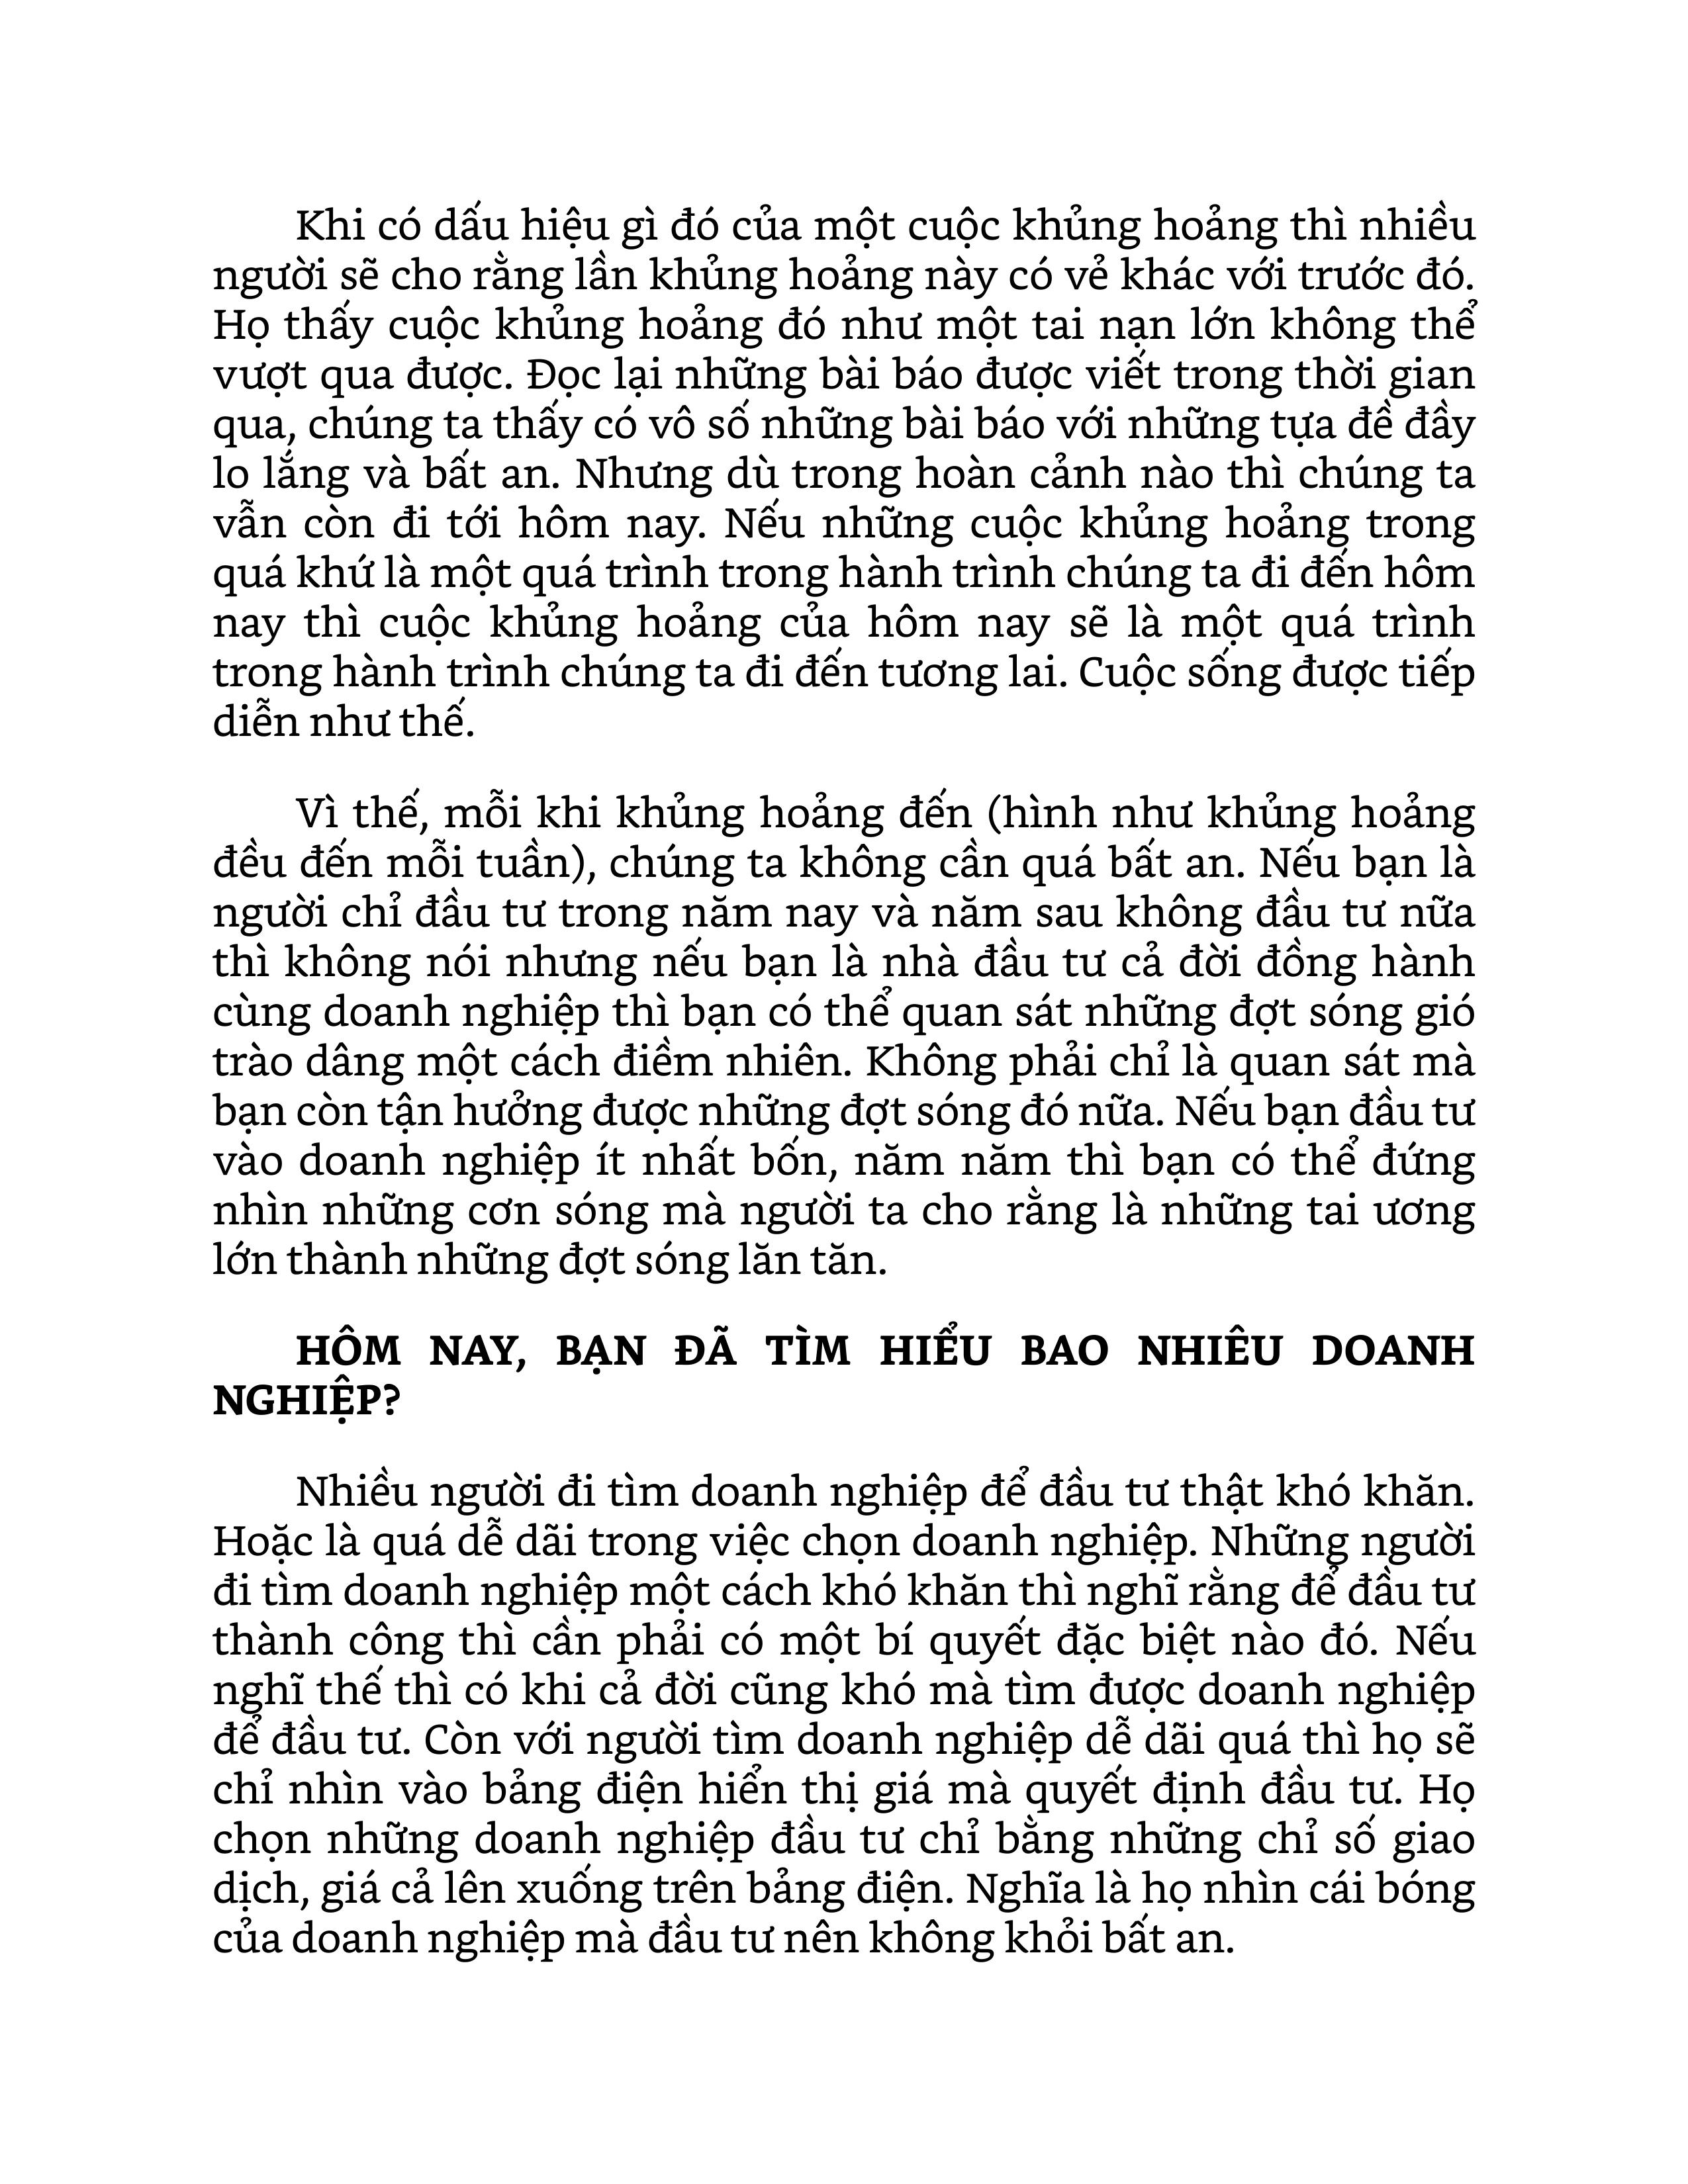 Khi có dấu hiệu gì đó của một cuộc khủng hoảng thì nhiều
người sẽ cho rằng lần khủng hoảng này có vẻ khác với trước đó.
Họ thấy cuộc khủng hoảng đó như một tai nạn lớn không thể
vượt qua được. Đọc lại những bài báo được viết trong thời gian
qua, chúng ta thấy có vô số những bài báo với những tựa đề đầy
lo lắng và bất an. Nhưng dù trong hoàn cảnh nào thì chúng ta
vẫn còn đi tới hôm nay. Nếu những cuộc khủng hoảng trong
quá khứ là một quá trình trong hành trình chúng ta đi đến hôm
nay thì cuộc khủng hoảng của hôm nay sẽ là một quá trình
trong hành trình chúng ta đi đến tương lai. Cuộc sống được tiếp
diễn như thế.
Vì thế, mỗi khi khủng hoảng đến (hình như khủng hoảng
đều đến mỗi tuần), chúng ta không cần quá bất an. Nếu bạn là
người chỉ đầu tư trong năm nay và năm sau không đầu tư nữa
thì không nói nhưng nếu bạn là nhà đầu tư cả đời đồng hành
cùng doanh nghiệp thì bạn có thể quan sát những đợt sóng gió
trào dâng một cách điềm nhiên. Không phải chỉ là quan sát mà
bạn còn tận hưởng được những đợt sóng đó nữa. Nếu bạn đầu tư
vào doanh nghiệp ít nhất bốn, năm năm thì bạn có thể đứng
nhìn những cơn sóng mà người ta cho rằng là những tai ương
lớn thành những đợt sóng lăn tăn.
HÔM NAY, BẠN ĐÃ TÌM HIỂU BAO NHIÊU DOANH
NGHIỆP?
Nhiều người đi tìm doanh nghiệp để đầu tư thật khó khăn.
Hoặc là quá dễ dãi trong việc chọn doanh nghiệp. Những người
đi tìm doanh nghiệp một cách khó khăn thì nghĩ rằng để đầu tư
thành công thì cần phải có một bí quyết đặc biệt nào đó. Nếu
nghĩ thế thì có khi cả đời cũng khó mà tìm được doanh nghiệp
để đầu tư. Còn với người tìm doanh nghiệp dễ dãi quá thì họ sẽ
chỉ nhìn vào bảng điện hiển thị giá mà quyết định đầu tư. Họ
chọn những doanh nghiệp đầu tư chỉ bằng những chỉ số giao
dịch, giá cả lên xuống trên bảng điện. Nghĩa là họ nhìn cái bóng
của doanh nghiệp mà đầu tư nên không khỏi bất an.